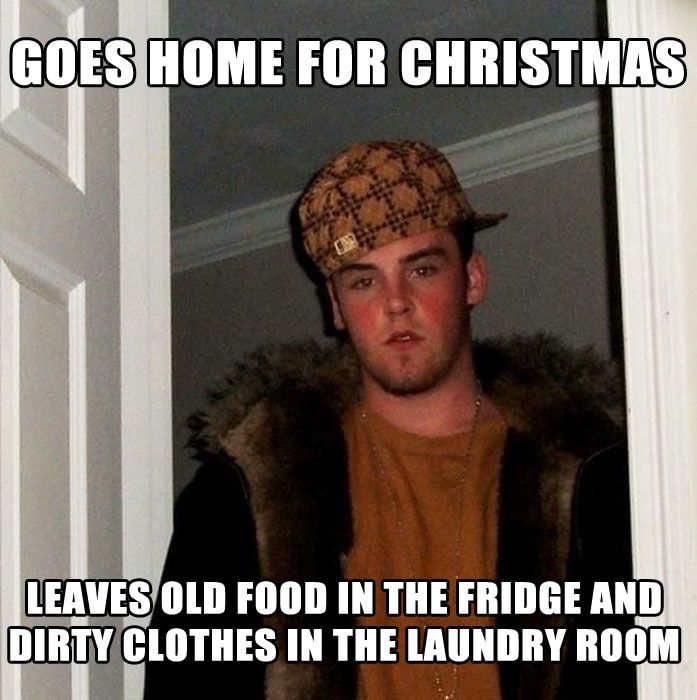 GOES HOME FOR CHRISTMAS
LEAVES OLD FOOD IN THE FRIDGE AND
DIRTY CLOTHES IN THE LAUNDRY ROOM